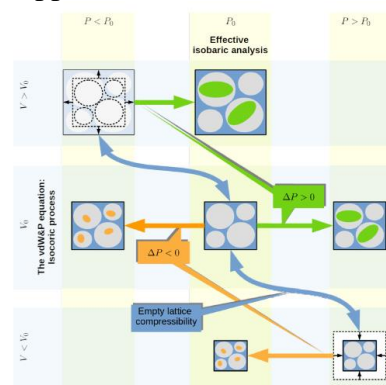 P < P₀
P₀
P > P₀
Effective
isobaric analysis
V > V₀
The vdW&P equation:
Isocoric process
V₀
ΔP > 0
ΔP < 0
Empty lattice
compressibility
V < V₀